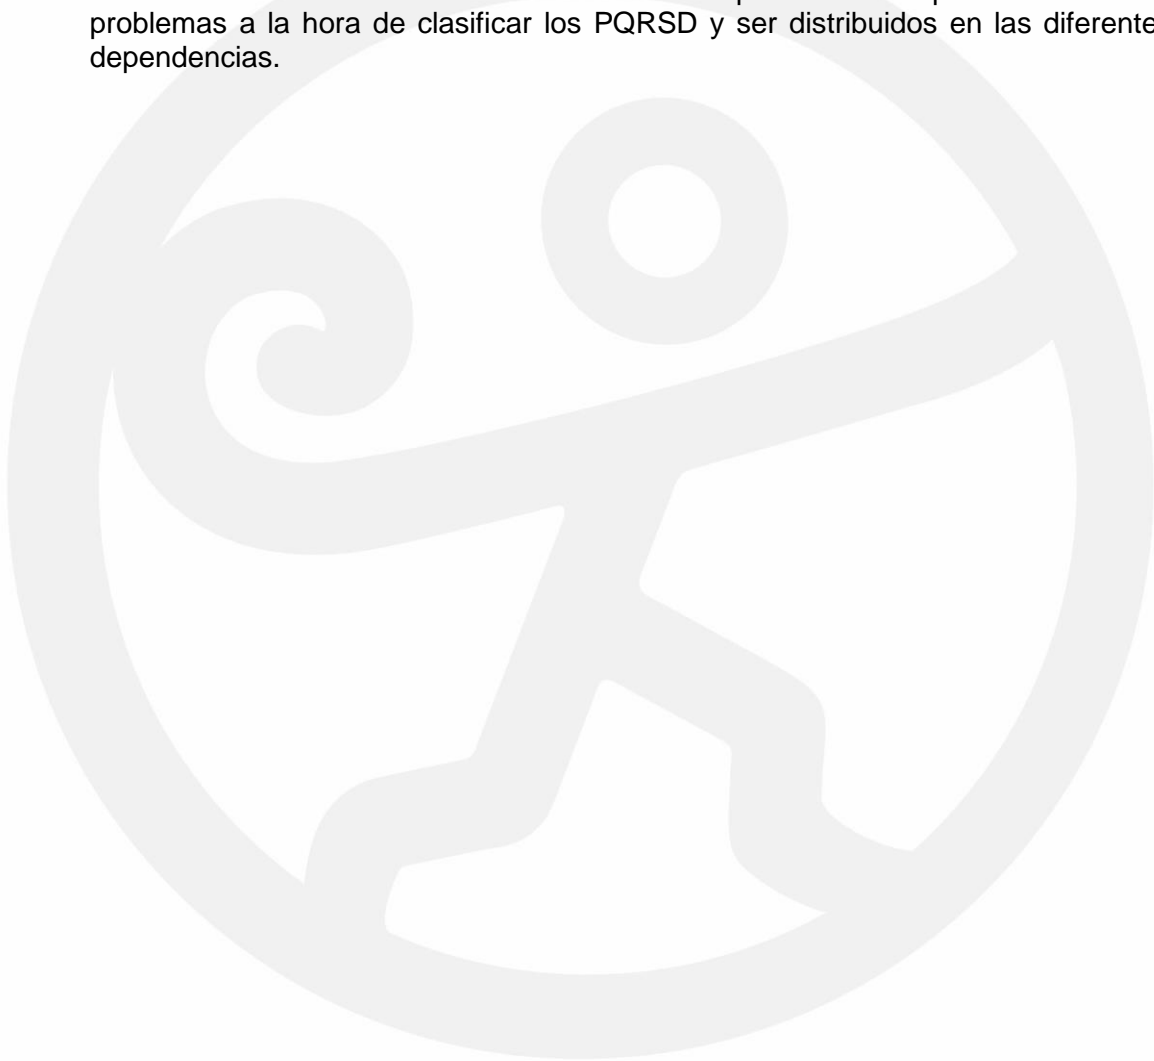 problemas a la hora de clasificar los PQRSD y ser distribuidos en las diferente
dependencias.